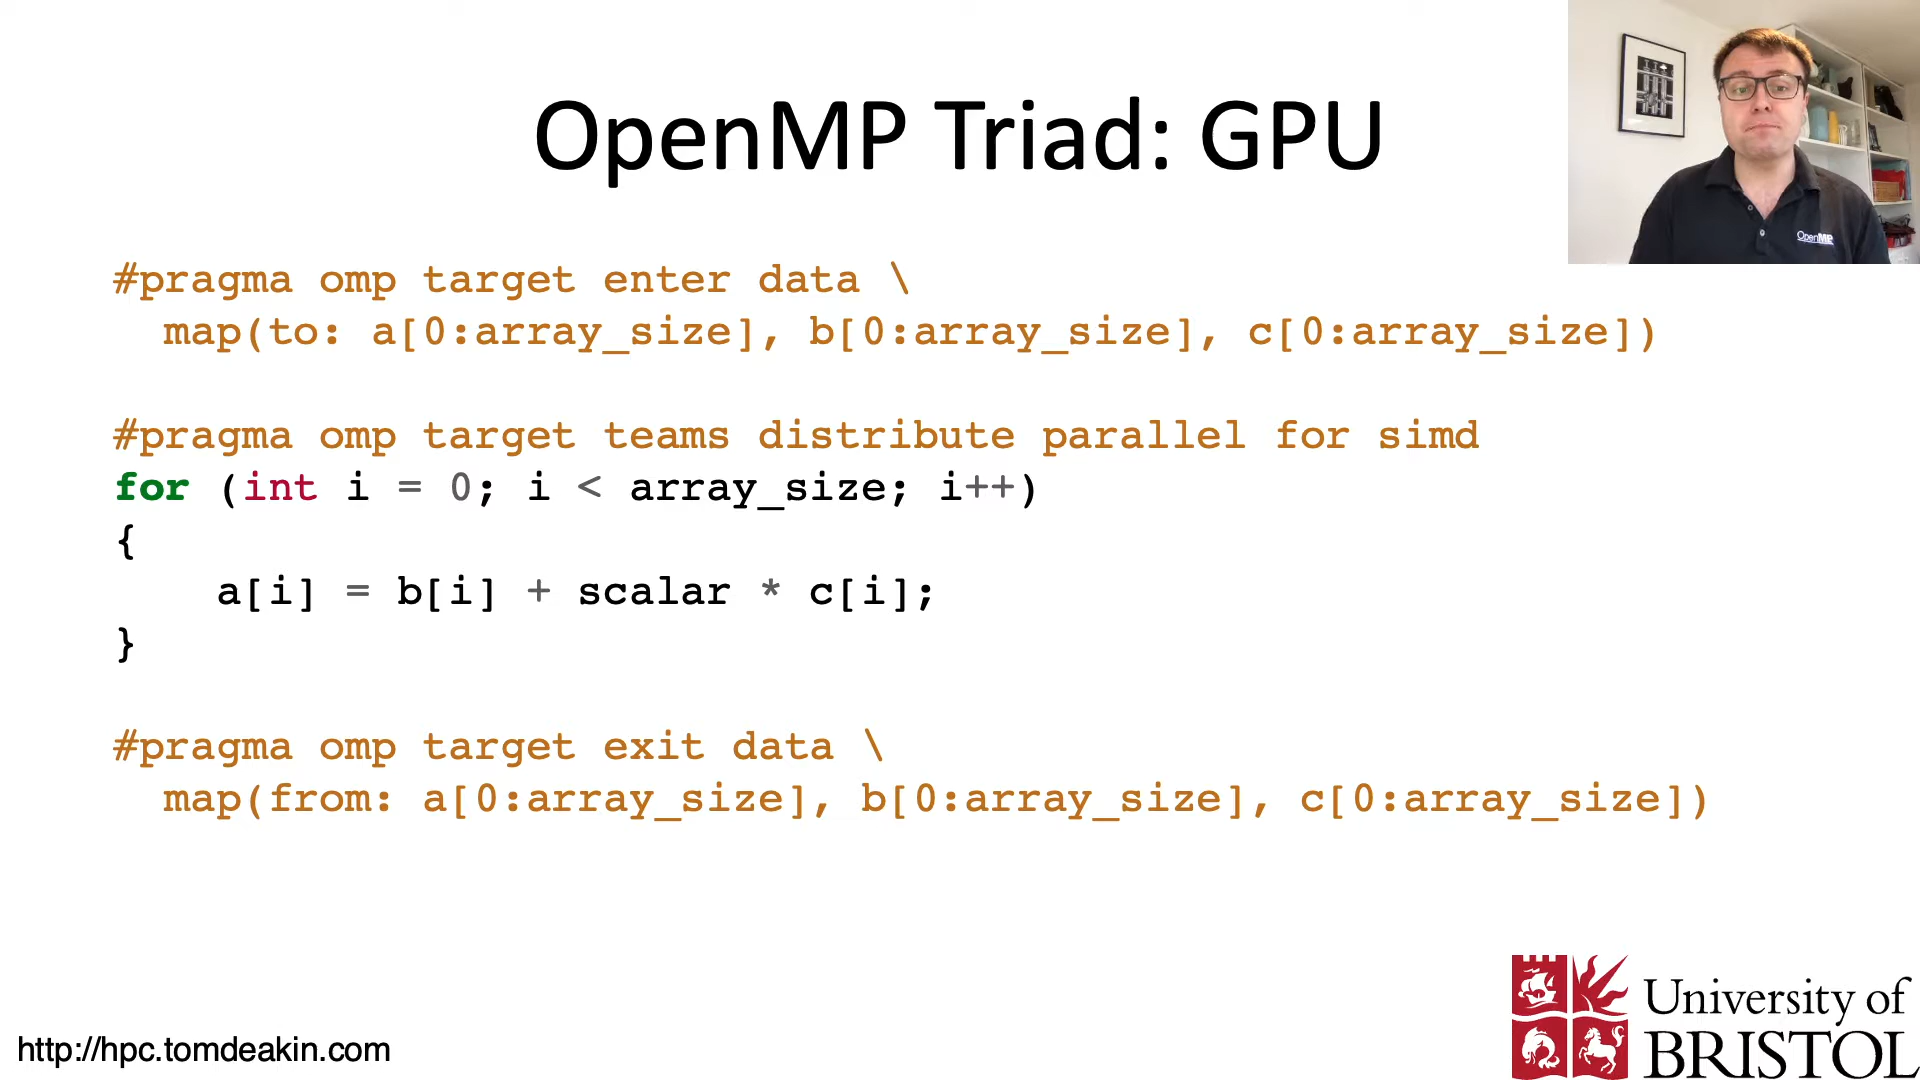 OpenMP Triad: GPU
OpenMP
#pragma omp target enter data \
map(to: a[0:array_size], b[0:array_size], c[0:array_size])
#pragma omp target teams distribute parallel for simd
for (int i = 0; i < array_size; i++)
{
a[i] = b[i] + scalar * c[i];
}
#pragma omp target exit data \
map(from: a[0:array_size], b[0:array_size], c[0:array_size])
http://hpc.tomdeakin.com
University of
BRISTOL